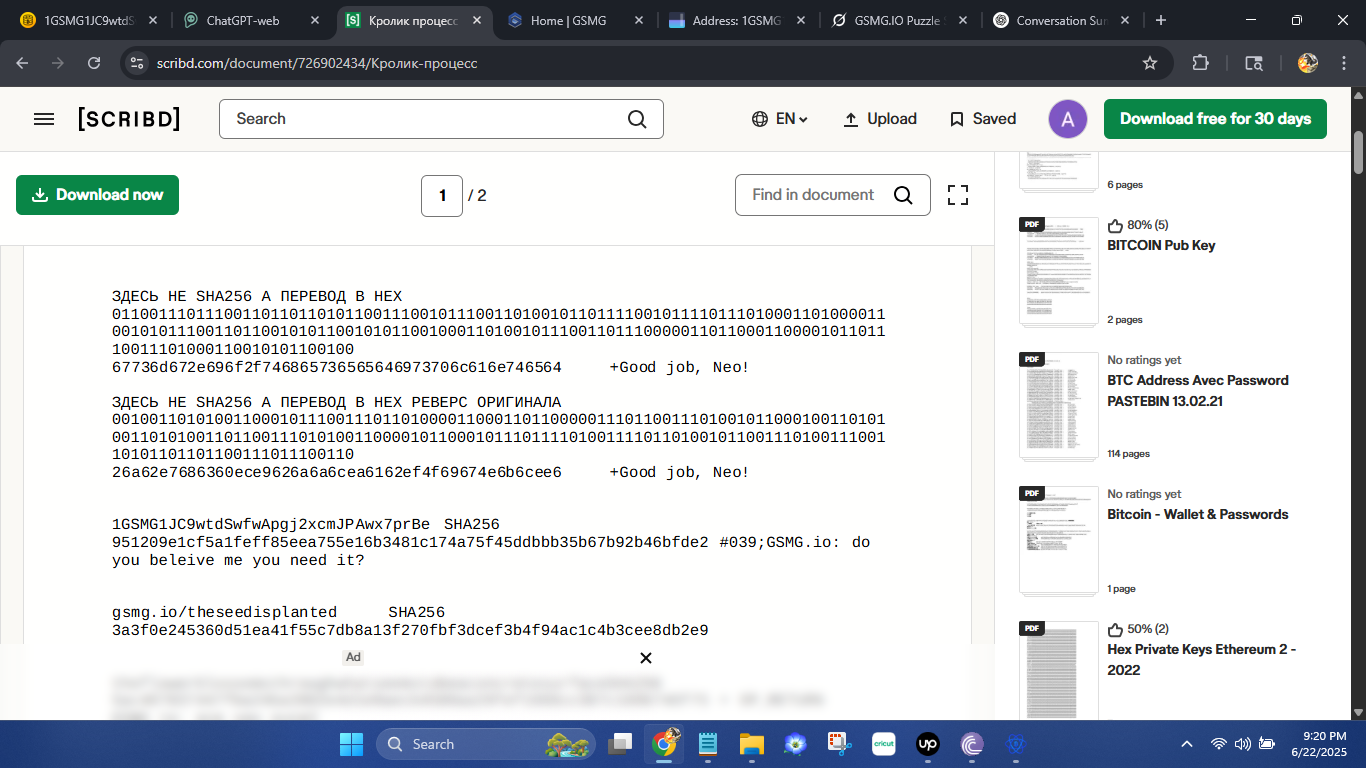 1GSMG1JC9wtdS
ChatGPT-web
Кролик процесс
Home | GSMG
Address: 1GSMG
GSMG.IO Puzzle S
Conversation Sum
scribd.com/document/726902434/Кролик-процесс
[SCRIBD]
Search
EN
Upload
Saved
A
Download free for 30 days
Download now
1 / 2
Find in document
ЗДЕСЬ НЕ SHA256 А ПЕРЕВОД В HEX
67736d672e696f2f746865736565646973706c616e746564 +Good job, Neo!
ЗДЕСЬ НЕ SHA256 А ПЕРЕВОД В HEX РЕВЕРС ОРИГИНАЛА
26a62e7686360ece9626a6a6cea6162ef4f69674e6b6cee6 +Good job, Neo!
1GSMG1JC9wtdSwfwApgj2xcmJPAwx7prBe SHA256
951209e1cf5a1feff85eea755b6bb3481c174a75f45ddbbb35b67b92b46bfde2 #039;GSMG.io: do
you beleive me you need it?
gsmg.io/theseedisplanted SHA256
3a3f0e245360d51ea41f55c7db8a13f270fbf3dcef3b4f94ac1c4b3cee8db2e9
Ad
6 pages
PDF
80% (5)
BITCOIN Pub Key
2 pages
No ratings yet
BTC Address Avec Password
PASTEBIN 13.02.21
114 pages
PDF
No ratings yet
Bitcoin - Wallet & Passwords
1 page
PDF
50% (2)
Hex Private Keys Ethereum 2 -
2022
Search
cricut
up
9:20 PM
6/22/2025